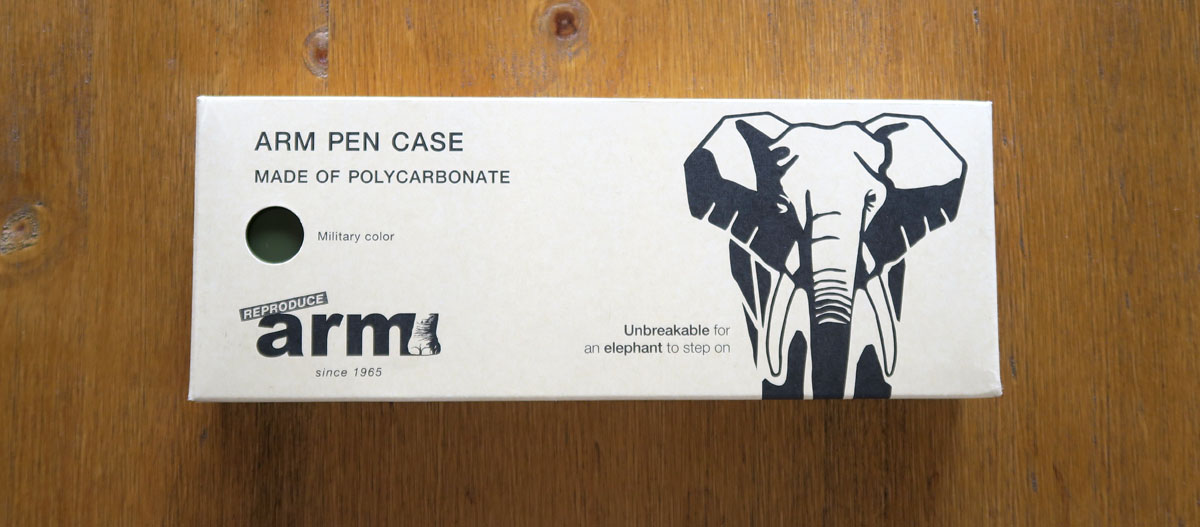 ARM PEN CASE
MADE OF POLYCARBONATE
Military color
REPRODUCE
arm
since 1965
Unbreakable for
an elephant to step on